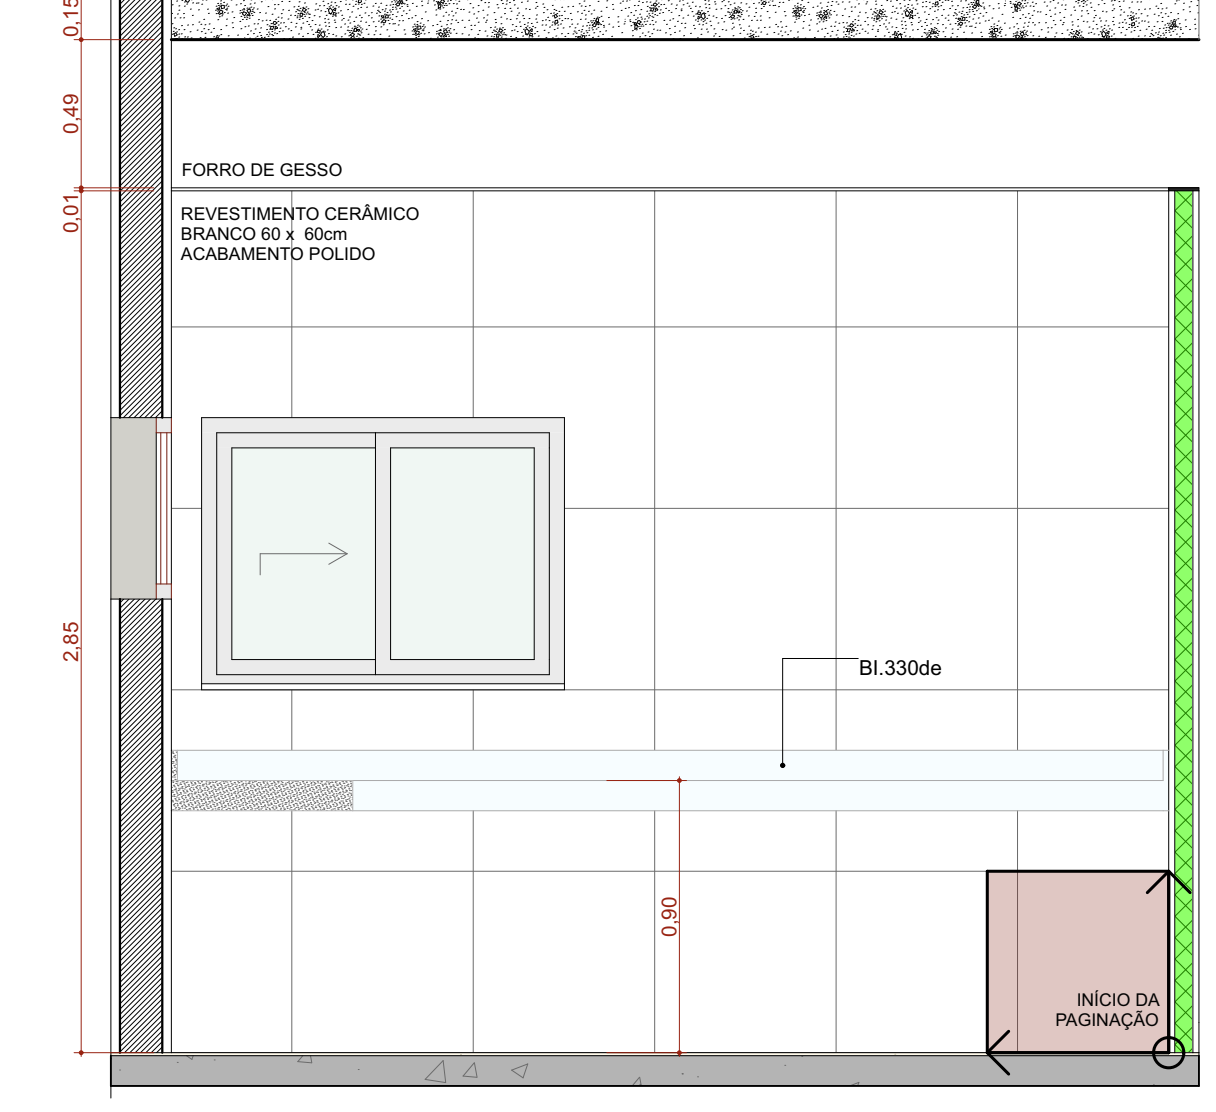 0,15
0,49
FORRO DE GESSO
0,01
REVESTIMENTO CERÂMICO
BRANCO 60 x 60cm
ACABAMENTO POLIDO
2,85
BI.330de
0,90
INÍCIO DA
PAGINAÇÃO